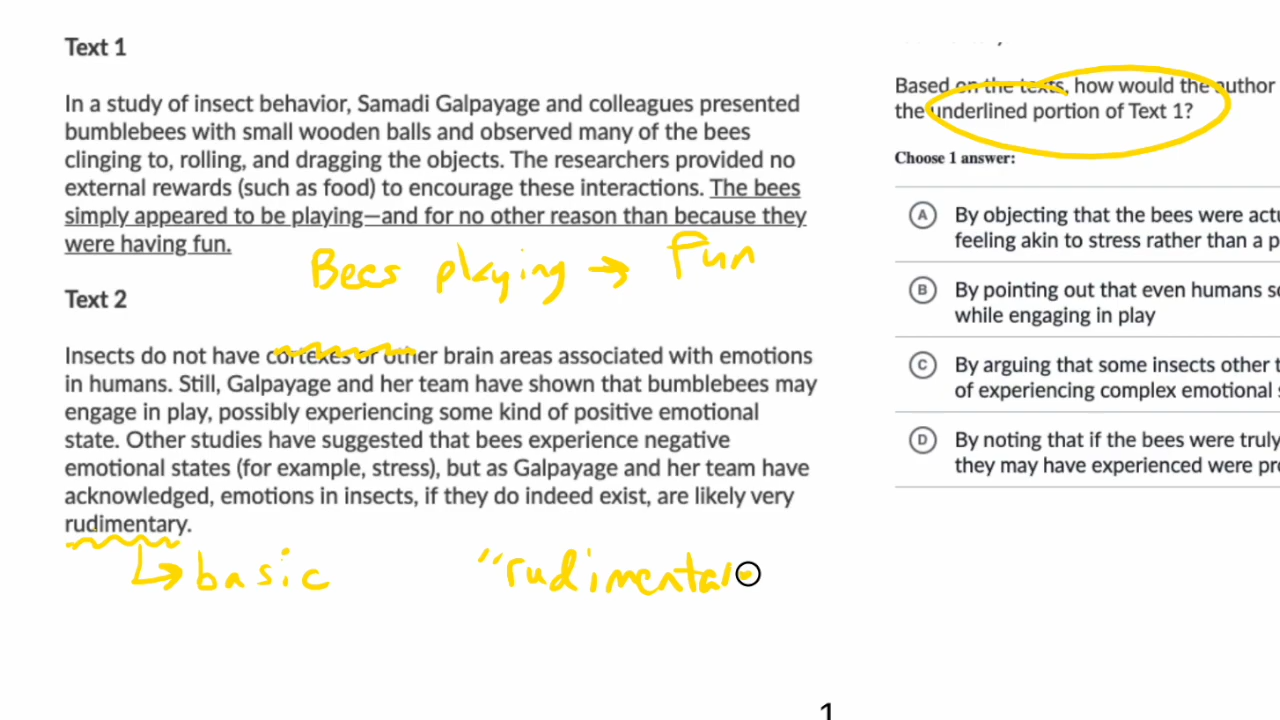 Text 1
In a study of insect behavior, Samadi Galpayage and colleagues presented
bumblebees with small wooden balls and observed many of the bees
clinging to, rolling, and dragging the objects. The researchers provided no
external rewards (such as food) to encourage these interactions. The bees
simply appeared to be playing—and for no other reason than because they
were having fun.
Bees playing → fun
Text 2
Insects do not have cortexes or other brain areas associated with emotions
in humans. Still, Galpayage and her team have shown that bumblebees may
engage in play, possibly experiencing some kind of positive emotional
state. Other studies have suggested that bees experience negative
emotional states (for example, stress), but as Galpayage and her team have
acknowledged, emotions in insects, if they do indeed exist, are likely very
rudimentary.
↳ basic
"rudimenta
Based on the texts, how would the author
the underlined portion of Text 1?
Choose 1 answer:
A By objecting that the bees were actu
feeling akin to stress rather than a p
B By pointing out that even humans so
while engaging in play
C By arguing that some insects other t
of experiencing complex emotional s
D By noting that if the bees were truly
they may have experienced were pr
1